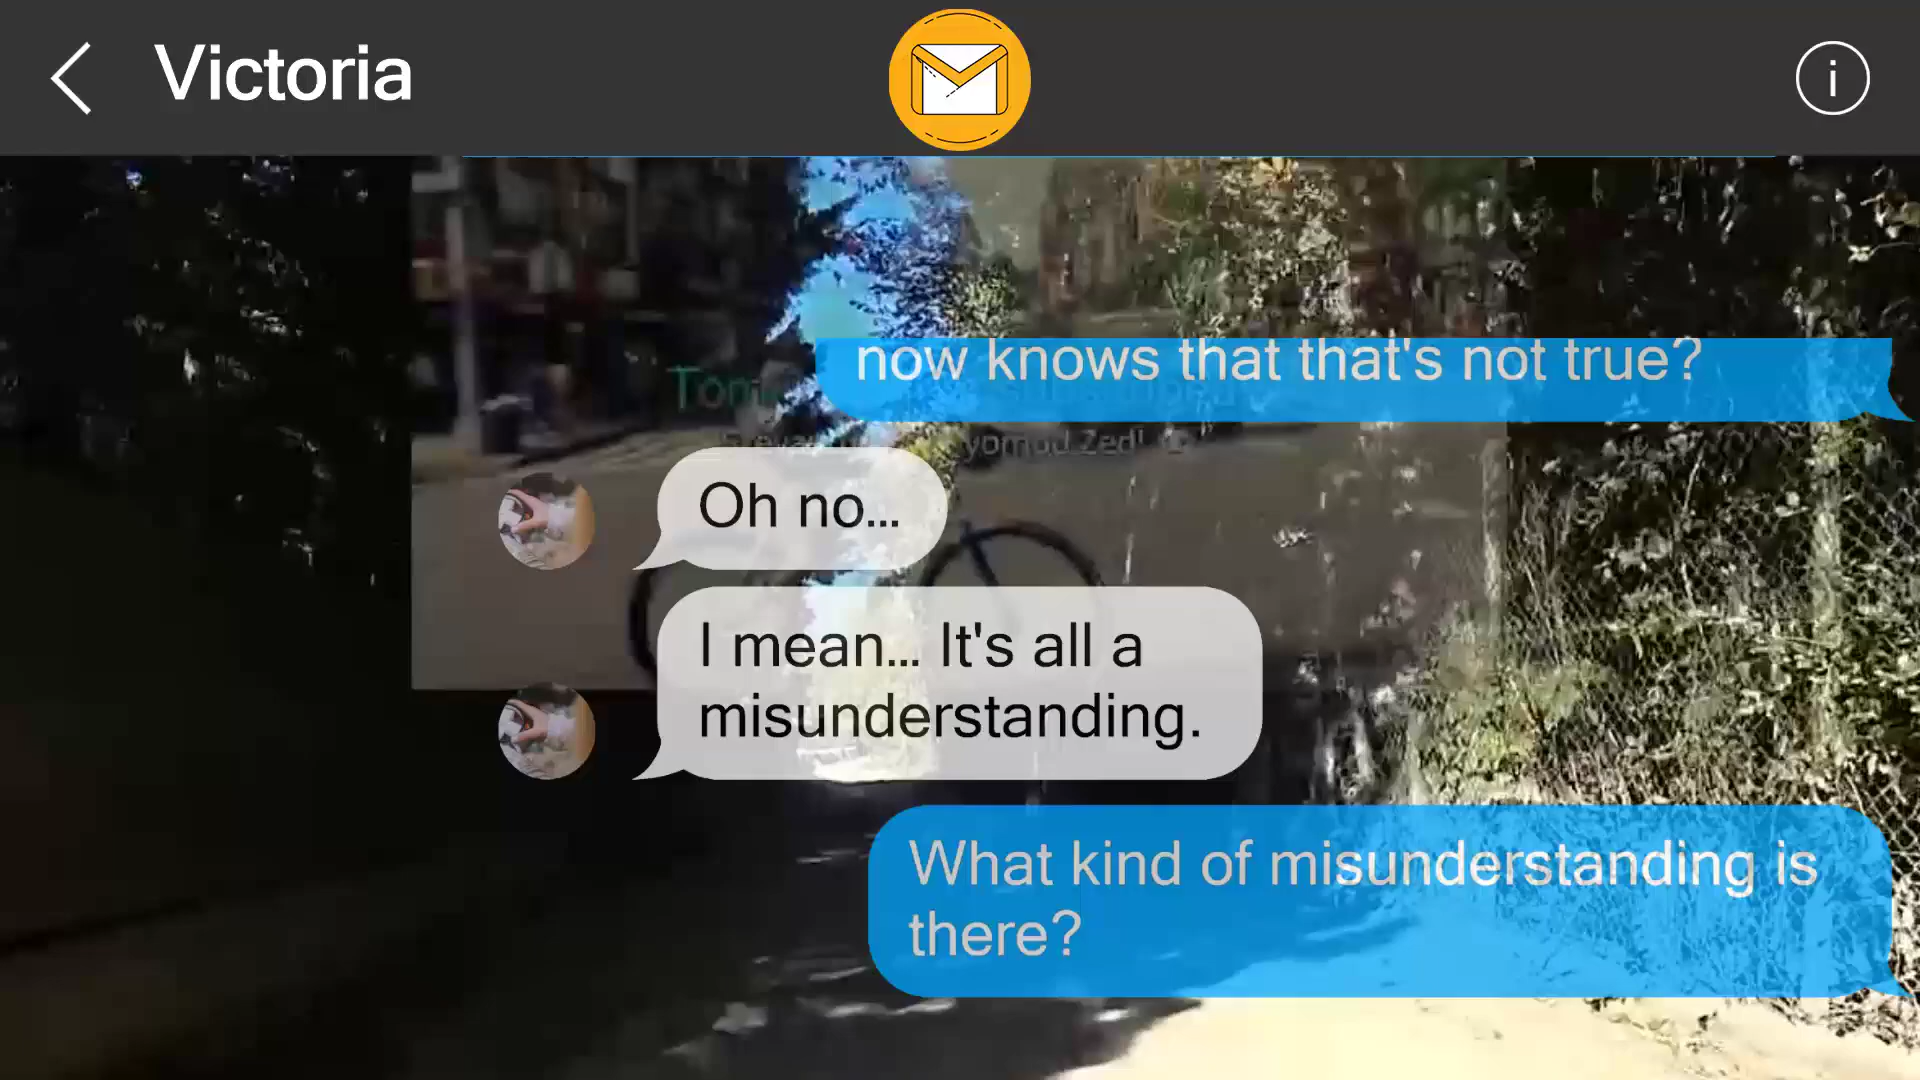 Victoria
now knows that that's not true?
Oh no...
I mean... It's all a
misunderstanding.
What kind of misunderstanding is
there?